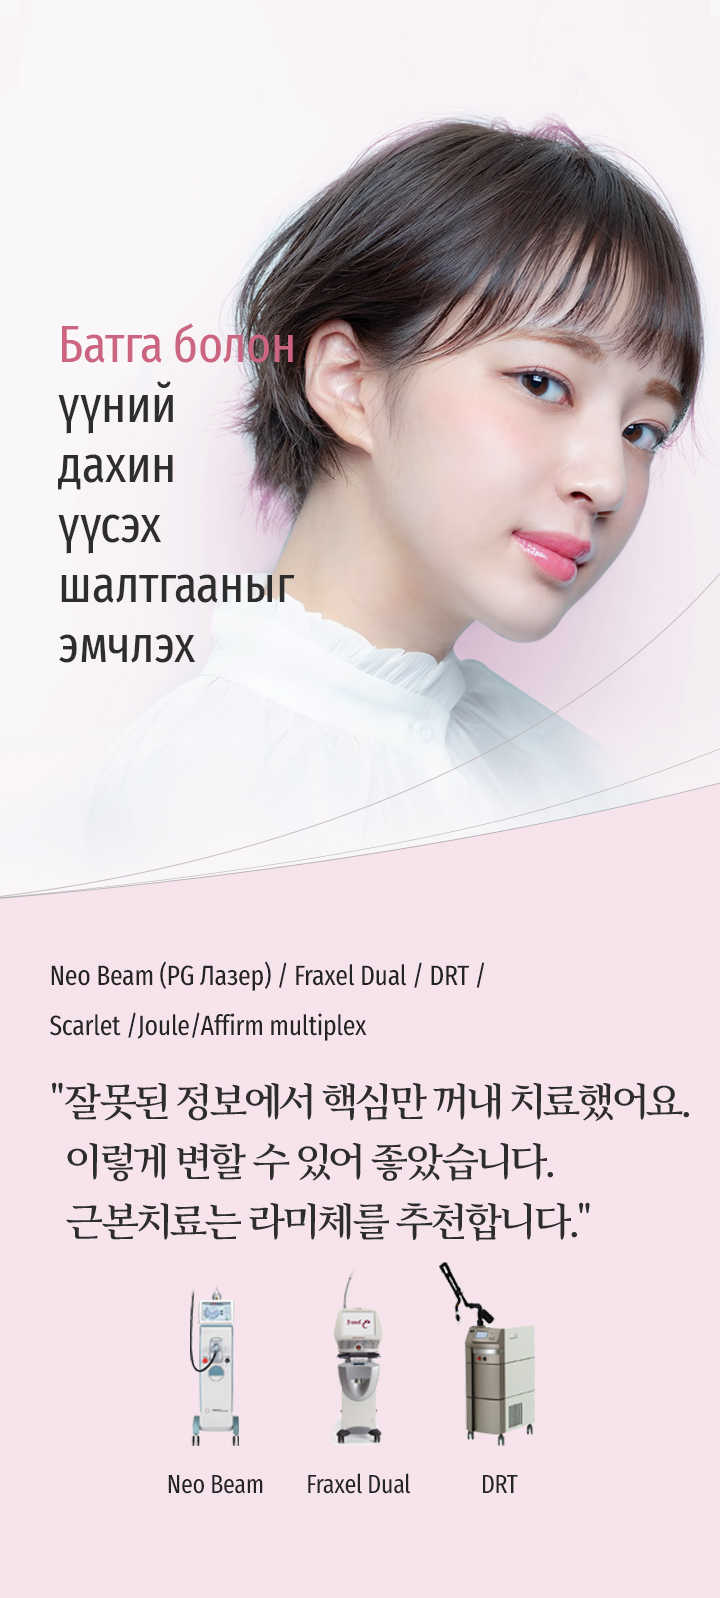 Батга болон
үүний
дахин
үүсэх
шалтгааныг
эмчлэх
Neo Beam (PG Лазер) / Fraxel Dual / DRT /
Scarlet /Joule/Affirm multiplex
"잘못된 정보에서 핵심만 꺼내 치료했어요.
이렇게 변할 수 있어 좋았습니다.
근본치료는 라미체를 추천합니다."
Neo Beam Fraxel Dual DRT